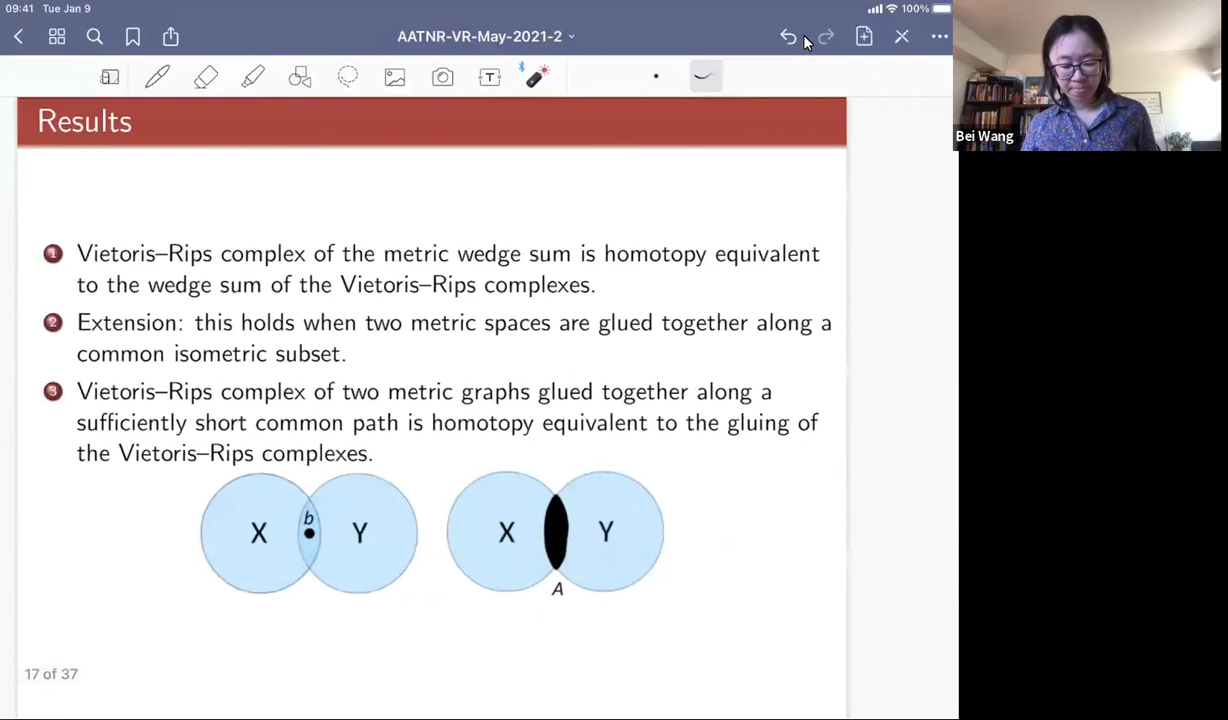 09:41 Tue Jan 9
100%
AATNR-VR-May-2021-2
T
Bei Wang
Results
1 Vietoris–Rips complex of the metric wedge sum is homotopy equivalent
to the wedge sum of the Vietoris–Rips complexes.
2 Extension: this holds when two metric spaces are glued together along a
common isometric subset.
3 Vietoris–Rips complex of two metric graphs glued together along a
sufficiently short common path is homotopy equivalent to the gluing of
the Vietoris–Rips complexes.
X b Y X Y
A
17 of 37